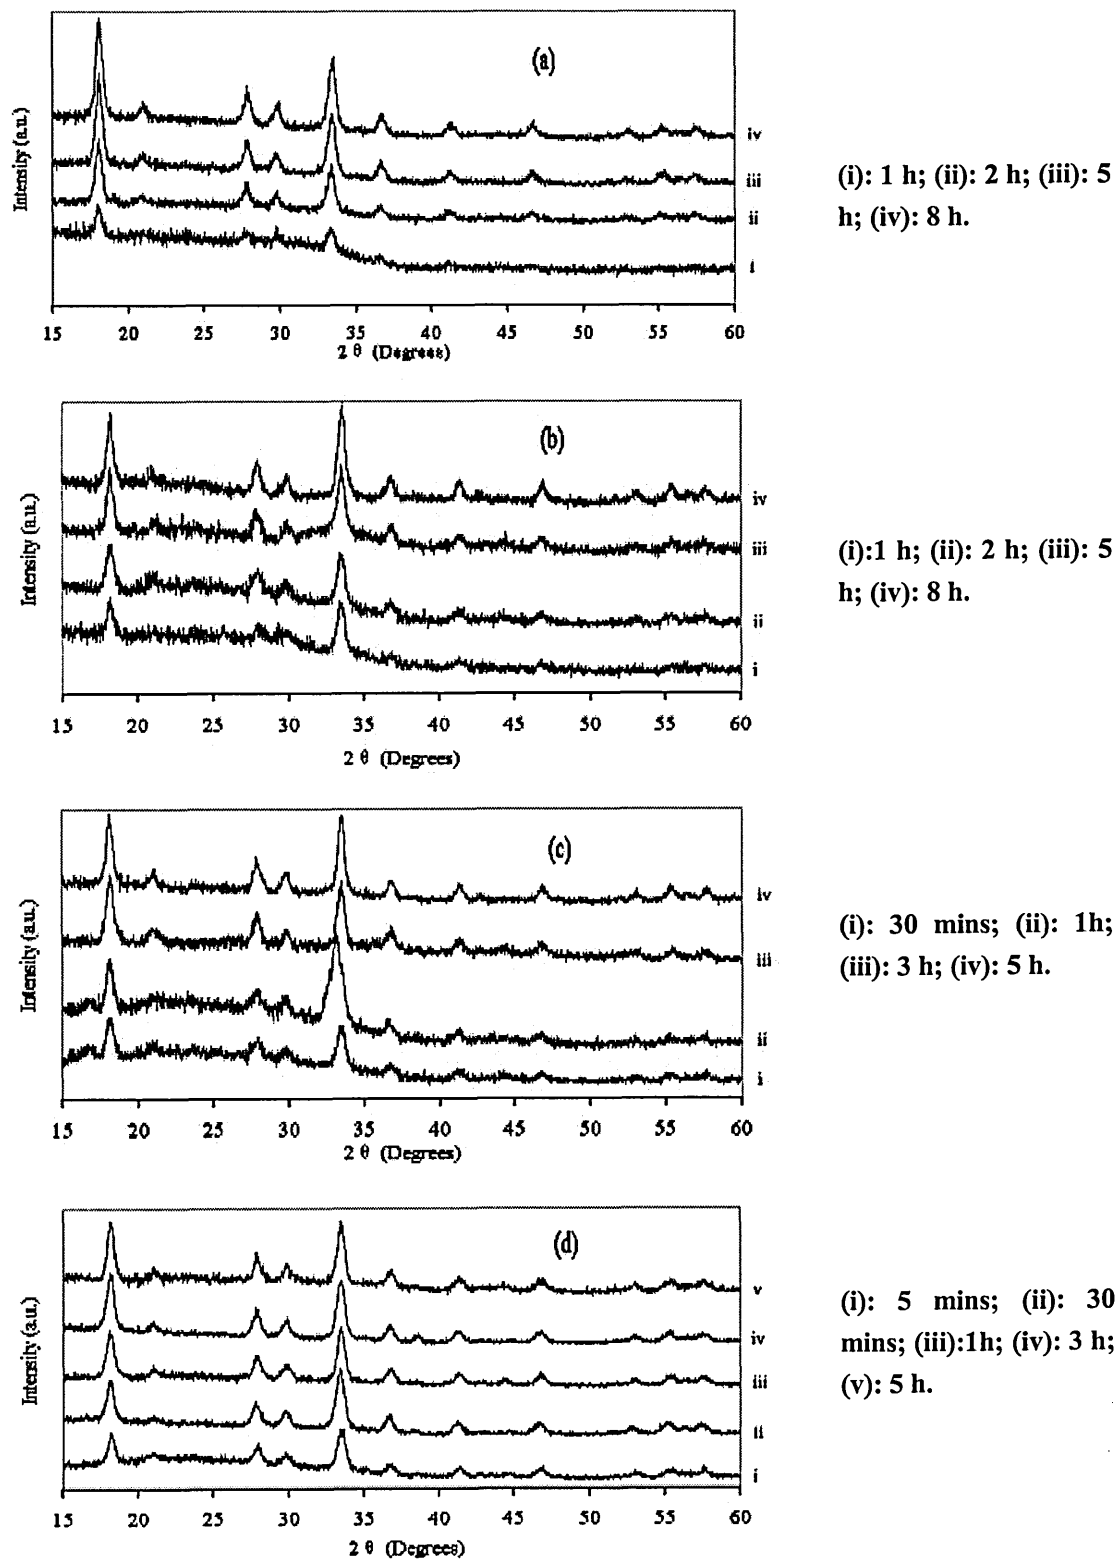 (a)
Intensity (a.u.)
iv
iii
ii
i
15 20 25 30 35 40 45 50 55 60
2 θ (Degrees)
(i): 1 h; (ii): 2 h; (iii): 5
h; (iv): 8 h.
(b)
Intensity (a.u.)
iv
iii
ii
i
15 20 25 30 35 40 45 50 55 60
2 θ (Degrees)
(i):1 h; (ii): 2 h; (iii): 5
h; (iv): 8 h.
(c)
Intensity (a.u.)
iv
iii
ii
i
15 20 25 30 35 40 45 50 55 60
2 θ (Degrees)
(i): 30 mins; (ii): 1h;
(iii): 3 h; (iv): 5 h.
(d)
Intensity (a.u.)
v
iv
iii
ii
i
15 18 25 30 35 40 45 50 55 60
2 θ (Degrees)
(i): 5 mins; (ii): 30
mins; (iii):1h; (iv): 3 h;
(v): 5 h.